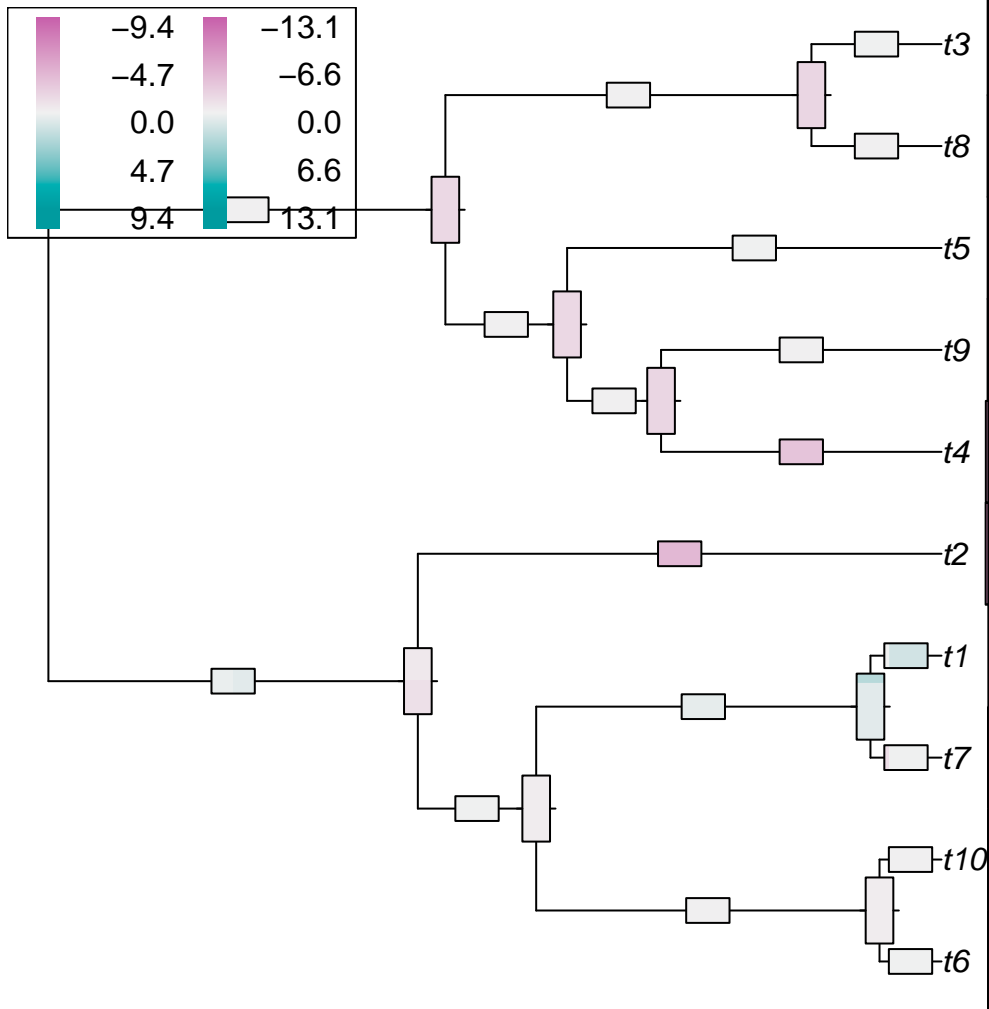 –9.4 –13.1
–4.7 –6.6
0.0 0.0
4.7 6.6
9.4 13.1
t3
t8
t5
t9
t4
t2
t1
t7
t10
t6